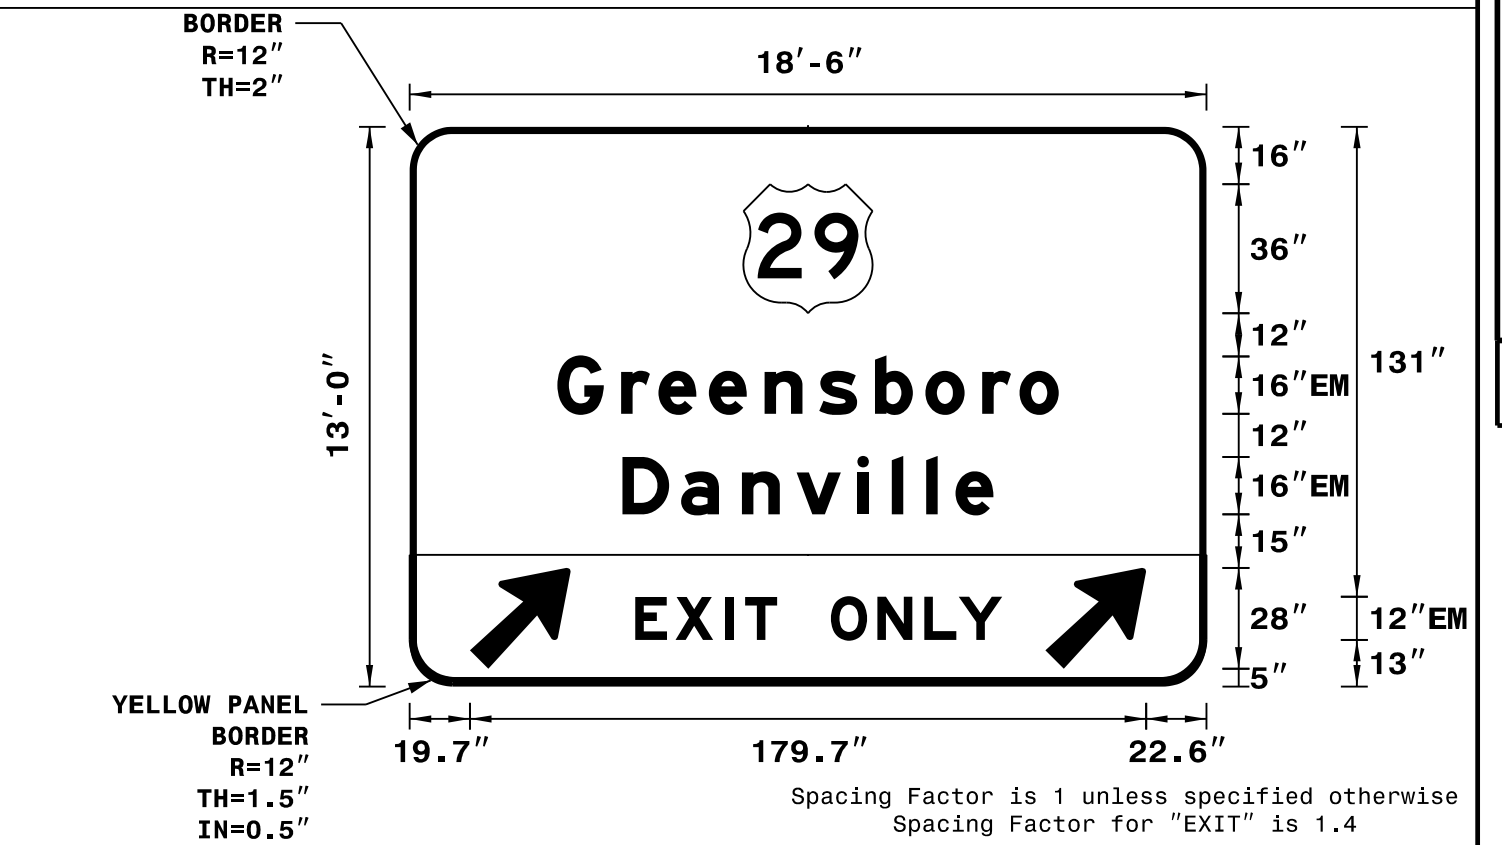 BORDER
R=12"
TH=2"
18'-6"
13'-0"
29
Greensboro
Danville
EXIT ONLY
16"
36"
12"
16"EM
12"
16"EM
15"
28"
5"
131"
12"EM
13"
YELLOW PANEL
BORDER
R=12"
TH=1.5"
IN=0.5"
19.7"
179.7"
22.6"
Spacing Factor is 1 unless specified otherwise
Spacing Factor for "EXIT" is 1.4